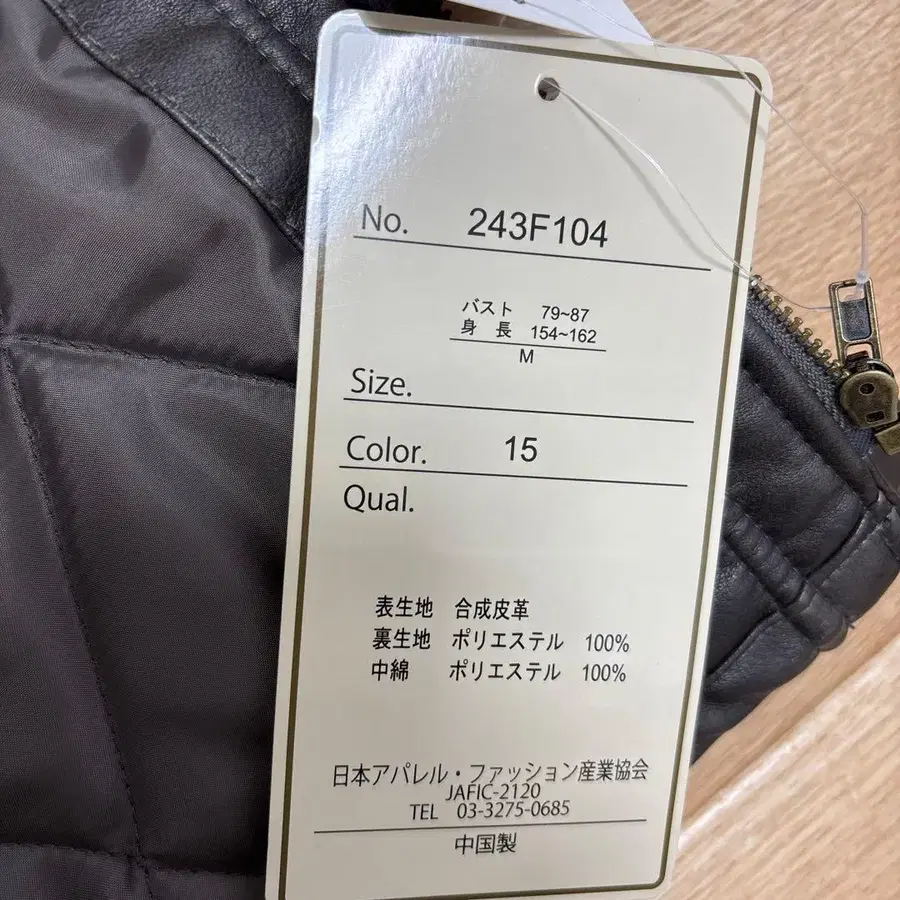 No. 243F104
バスト 79~87
身 長 154~162
M
Size.
Color. 15
Qual.
表生地 合成皮革
裏生地 ポリエステル 100%
中綿 ポリエステル 100%
日本アパレル・ファッション産業協会
JAFIC-2120
TEL 03-3275-0685
中国製